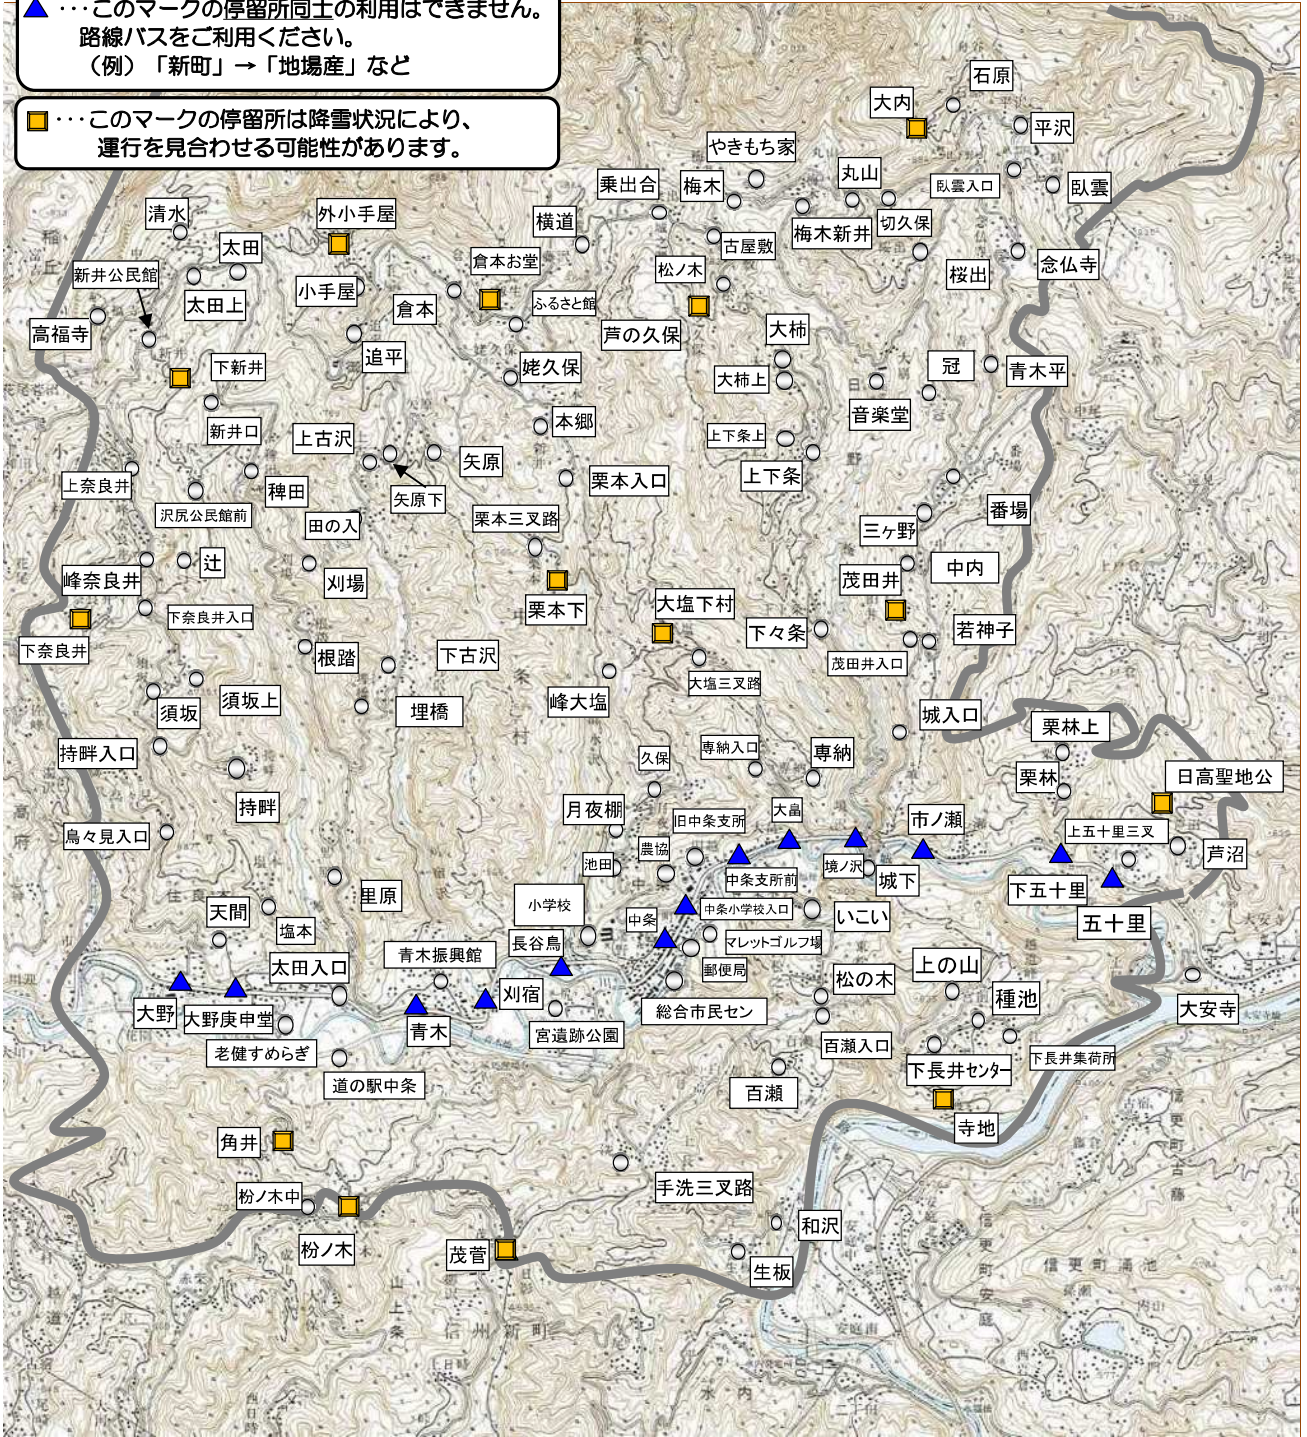 ▲ ･･･このマークの停留所同士の利用はできません。
路線バスをご利用ください。
（例）「新町」→「地場産」など
･･･このマークの停留所は降雪状況により、
運行を見合わせる可能性があります。
石原
大内
平沢
やきもち家
丸山
乗出合
梅木
臥雲入口
臥雲
清水
外小手屋
横道
切久保
梅木新井
太田
古屋敷
倉本お堂
松ノ木
念仏寺
新井公民館
桜出
小手屋
太田上
倉本
ふるさと館
高福寺
芦の久保
大柿
追平
下新井
姥久保
冠
青木平
大柿上
音楽堂
本郷
新井口
上古沢
上下条上
矢原
上下条
栗本入口
上奈良井
稗田
矢原下
沢尻公民館前
番場
田の入
栗本三叉路
三ヶ野
辻
中内
峰奈良井
刈場
茂田井
大塩下村
栗本下
下奈良井入口
下々条
若神子
下奈良井
根踏
下古沢
茂田井入口
大塩三叉路
須坂上
峰大塩
須坂
埋橋
城入口
栗林上
持畔入口
専納入口
専納
久保
栗林
日高聖地公
持畔
月夜棚
大畠
旧中条支所
市ノ瀬
鳥々見入口
上五十里三叉
農協
芦沼
池田
境ノ沢
中条支所前
城下
下五十里
里原
小学校
天間
中条小学校入口
いこい
中条
五十里
塩本
長谷鳥
マレットゴルフ場
青木振興館
上の山
太田入口
郵便局
松の木
刈宿
種池
大野
大野庚申堂
総合市民セン
大安寺
青木
宮遺跡公園
百瀬入口
老健すめらぎ
下長井集荷所
下長井センター
道の駅中条
百瀬
寺地
角井
手洗三叉路
枌ノ木中
和沢
枌ノ木
茂菅
生板
信州新町
信更町涌池
信更町安庭
山上条
水内